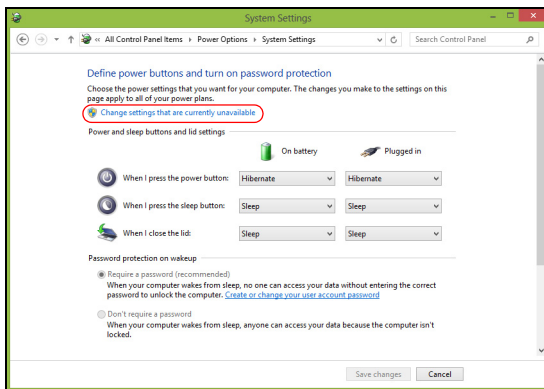 System Settings
« All Control Panel Items ▸ Power Options ▸ System Settings
Search Control Panel
Define power buttons and turn on password protection
Choose the power settings that you want for your computer. The changes you make to the settings on this
page apply to all of your power plans.
Change settings that are currently unavailable
Power and sleep buttons and lid settings
On battery Plugged in
When I press the power button: Hibernate Hibernate
When I press the sleep button: Sleep Sleep
When I close the lid: Sleep Sleep
Password protection on wakeup
Require a password (recommended)
When your computer wakes from sleep, no one can access your data without entering the correct
password to unlock the computer. Create or change your user account password
Don't require a password
When your computer wakes from sleep, anyone can access your data because the computer isn't
locked.
Save changes Cancel